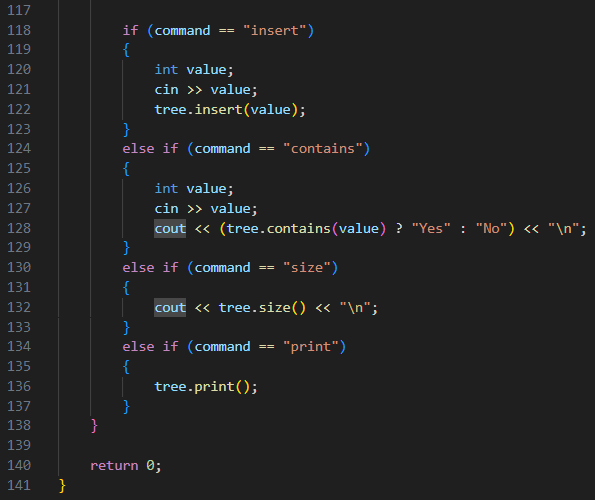 117
118         if (command == "insert")
119         {
120             int value;
121             cin >> value;
122             tree.insert(value);
123         }
124         else if (command == "contains")
125         {
126             int value;
127             cin >> value;
128             cout << (tree.contains(value) ? "Yes" : "No") << "\n";
129         }
130         else if (command == "size")
131         {
132             cout << tree.size() << "\n";
133         }
134         else if (command == "print")
135         {
136             tree.print();
137         }
138     }
139
140     return 0;
141 }